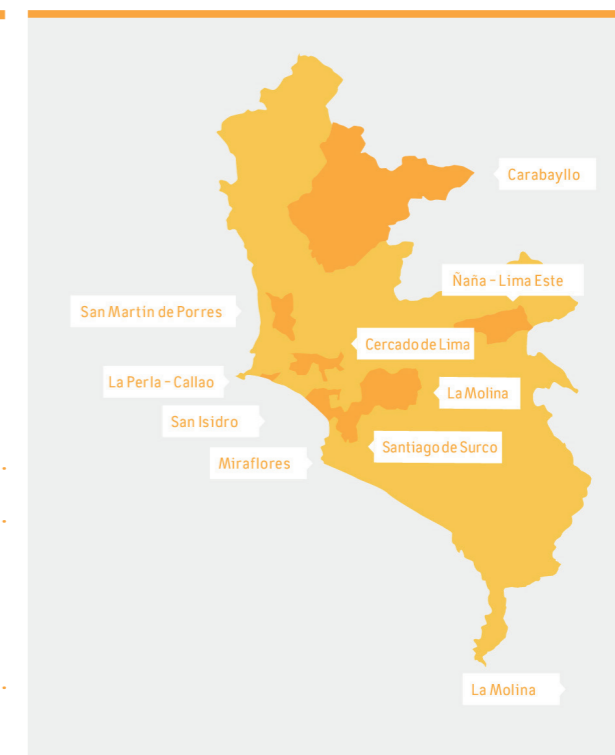 Carabayllo
Ñaña - Lima Este
San Martín de Porres
Cercado de Lima
La Perla - Callao
La Molina
San Isidro
Santiago de Surco
Miraflores
La Molina